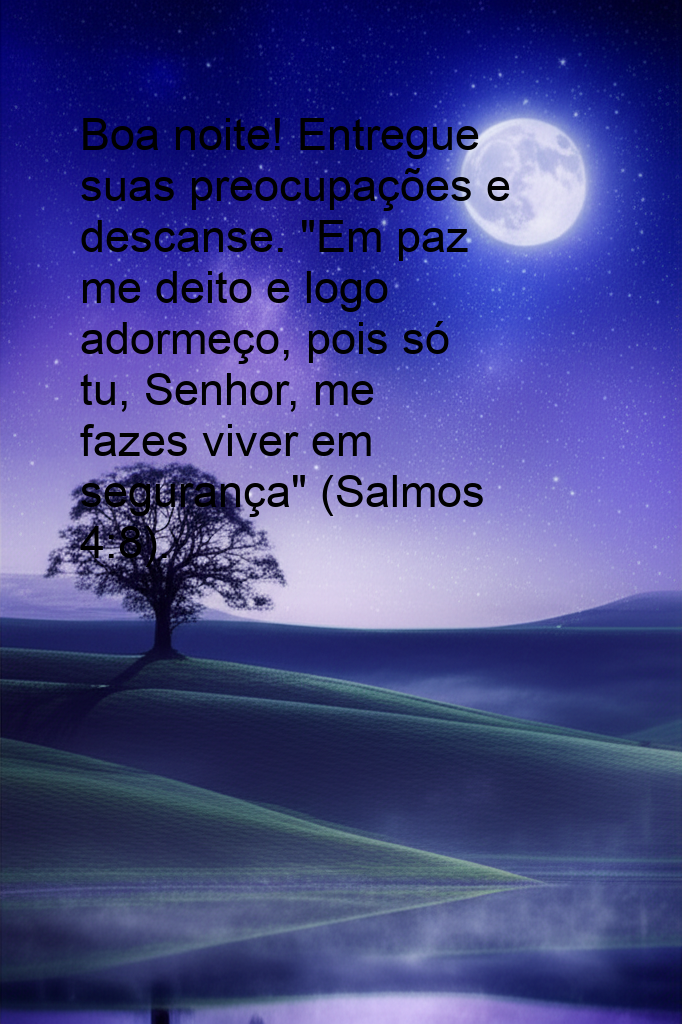 Boa noite! Entregue
suas preocupações e
descanse. "Em paz
me deito e logo
adormeço, pois só
tu, Senhor, me
fazes viver em
segurança" (Salmos
4:8).